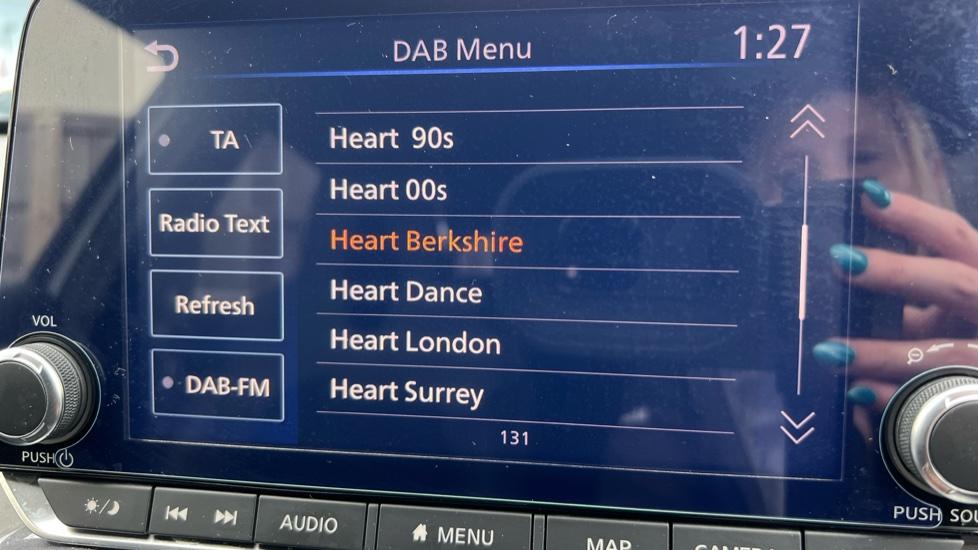 DAB Menu 1:27
TA
Radio Text
Refresh
DAB-FM
Heart 90s
Heart 00s
Heart Berkshire
Heart Dance
Heart London
Heart Surrey
131
VOL
PUSH
AUDIO
MENU
MAP
CAMERA
PUSH SOU